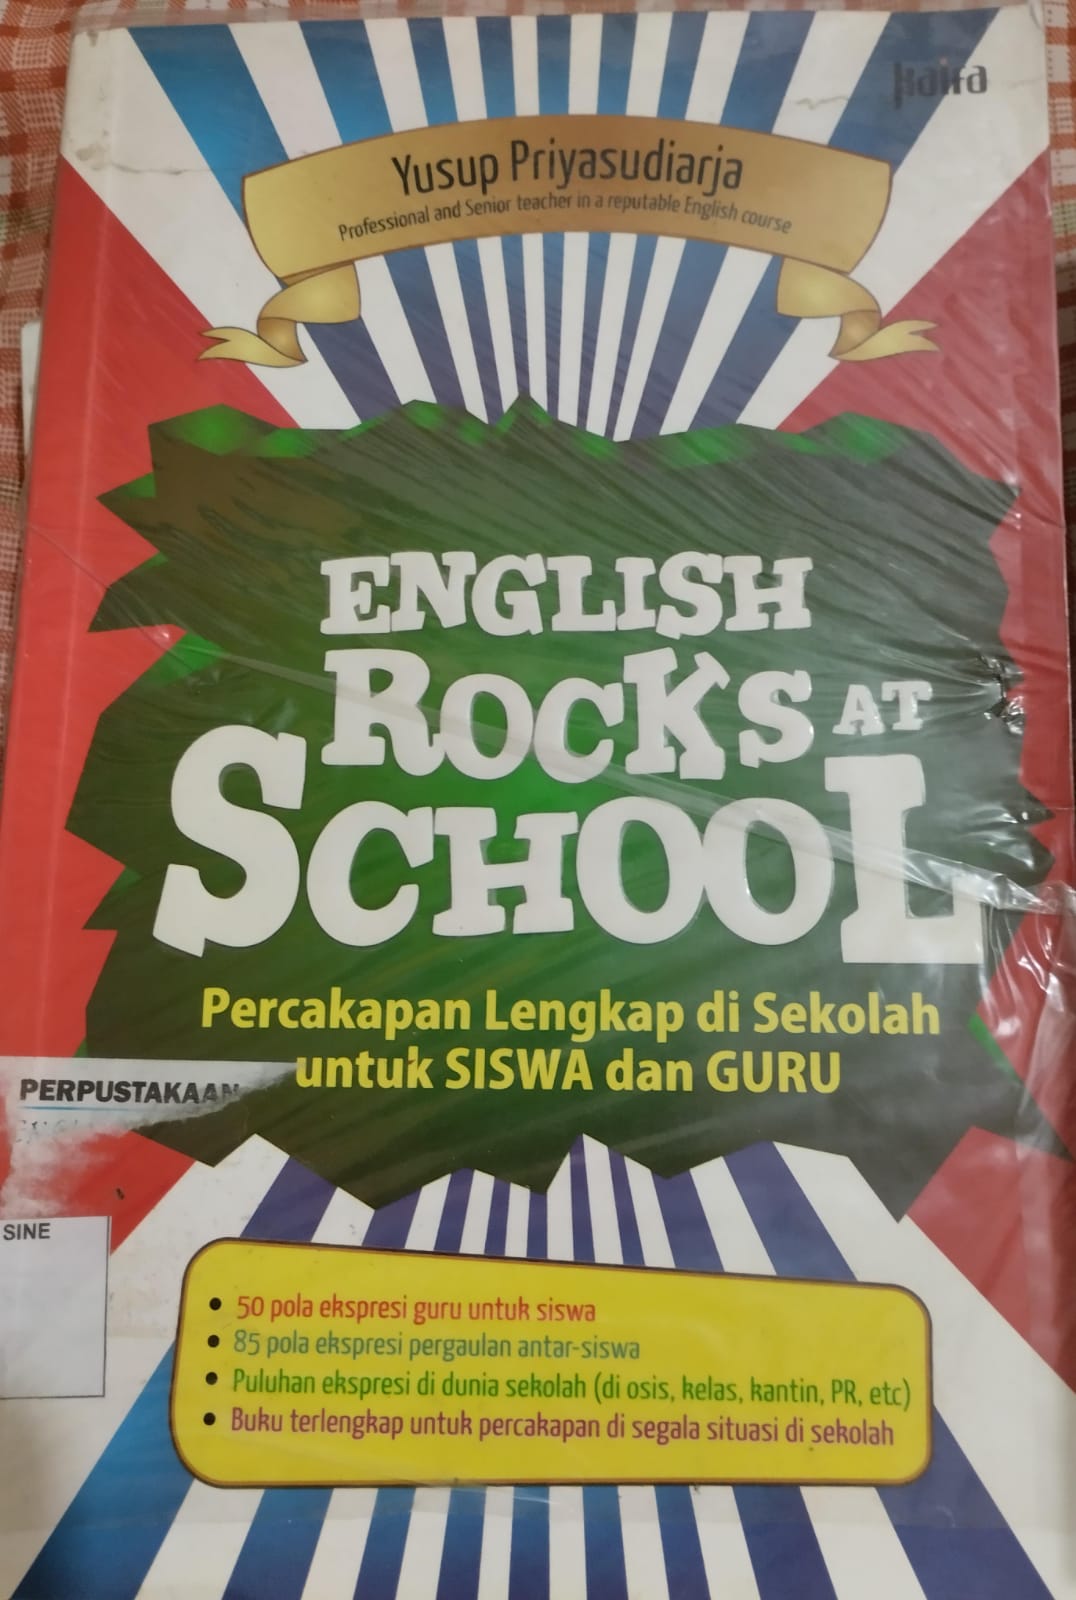 kaifa
Yusup Priyasudiarja
Professional and Senior teacher in a reputable English course
ENGLISH
ROCKS AT
SCHOOL
Percakapan Lengkap di Sekolah
untuk SISWA dan GURU
PERPUSTAKAAN
SINE
• 50 pola ekspresi guru untuk siswa
• 85 pola ekspresi pergaulan antar-siswa
• Puluhan ekspresi di dunia sekolah (di osis, kelas, kantin, PR, etc)
• Buku terlengkap untuk percakapan di segala situasi di sekolah